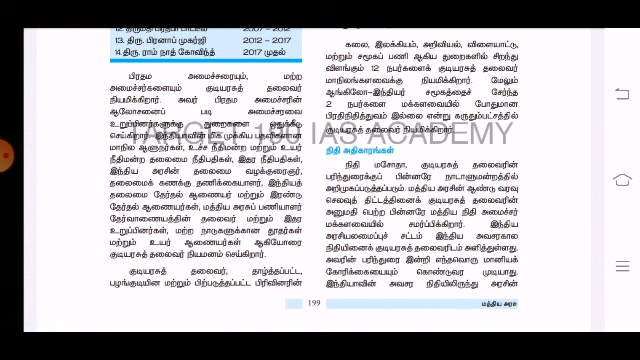 12. திருமதி பிரதிபா பாட்டில் 2007 – 2012
13. திரு. பிரணாப் முகர்ஜி 2012 – 2017
14. திரு. ராம் நாத் கோவிந்த் 2017 முதல்
பிரதம அமைச்சரையும், மற்ற
அமைச்சர்களையும் குடியரசுத் தலைவர்
நியமிக்கிறார். அவர் பிரதம அமைச்சரின்
ஆலோசனைப் படி அமைச்சரவை
உறுப்பினர்களுக்கு துறைகளை ஒதுக்கீடு
செய்கிறார். இந்தியாவின் மிக முக்கிய பதவிகளான
மாநில ஆளுநர்கள், உச்ச நீதிமன்ற மற்றும் உயர்
நீதிமன்ற தலைமை நீதிபதிகள், இதர நீதிபதிகள்,
இந்திய அரசின் தலைமை வழக்குரைஞர்,
தலைமைக் கணக்கு தணிக்கையாளர், இந்தியத்
தலைமை தேர்தல் ஆணையர் மற்றும் இரண்டு
தேர்தல் ஆணையர்கள், மத்திய அரசுப் பணியாளர்
தேர்வாணையத்தின் தலைவர் மற்றும் இதர
உறுப்பினர்கள், மற்ற நாடுகளுக்கான தூதர்கள்
மற்றும் உயர் ஆணையர்கள் ஆகியோரை
குடியரசுத் தலைவர் நியமனம் செய்கிறார்.
குடியரசுத் தலைவர், தாழ்த்தப்பட்ட,
பழங்குடியின மற்றும் பிற்படுத்தப்பட்ட பிரிவினரின்
கலை, இலக்கியம், அறிவியல், விளையாட்டு,
மற்றும் சமூகப் பணி ஆகிய துறைகளில் சிறந்து
விளங்கும் 12 நபர்களைக் குடியரசுத் தலைவர்
மாநிலங்களவைக்கு நியமிக்கிறார். மேலும்
ஆங்கிலோ–இந்தியர் சமூகத்தைச் சேர்ந்த
2 நபர்களை மக்களவையில் போதுமான
பிரதிநிதித்துவம் இல்லை என்று கருதும்பட்சத்தில்
குடியரசுத் தலைவர் நியமிக்கிறார்.
நிதி அதிகாரங்கள்
நிதி மசோதா, குடியரசுத் தலைவரின்
பரிந்துரைக்குப் பின்னரே நாடாளுமன்றத்தில்
அறிமுகப்படுத்தப்படும். மத்திய அரசின் ஆண்டு வரவு
செலவுத் திட்டத்தினைக் குடியரசுத் தலைவரின்
அனுமதி பெற்ற பின்னரே மத்திய நிதி அமைச்சர்
மக்களவையில் சமர்ப்பிக்கிறார். இந்திய
அரசியலமைப்புச் சட்டம் இந்திய அவசரகால
நிதியினைக் குடியரசுத் தலைவரிடம் அளித்துள்ளது.
அவரின் பரிந்துரை இன்றி எந்தவொரு மானியக்
கோரிக்கையையும் கொண்டுவர முடியாது.
இந்தியாவின் அவசர நிதியிலிருந்து அரசின்
199 மத்திய அரசு
TARGET 100 IAS ACADEMY